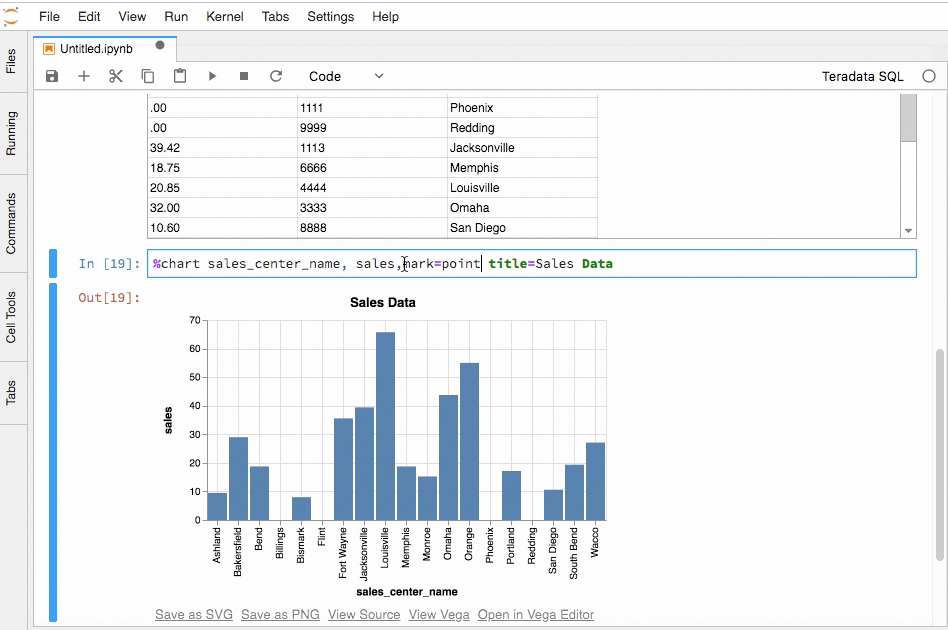 File Edit View Run Kernel Tabs Settings Help
Files
Running
Commands
Cell Tools
Tabs
Untitled.ipynb
Code
Teradata SQL
.00 1111 Phoenix
.00 9999 Redding
39.42 1113 Jacksonville
18.75 6666 Memphis
20.85 4444 Louisville
32.00 3333 Omaha
10.60 8888 San Diego
In [19]: %chart sales_center_name, sales,mark=point title=Sales Data
Out[19]:
Sales Data
70
60
50
40
30
20
10
0
sales
Ashland
Bakersfield
Bend
Billings
Bismark
Flint
Fort Wayne
Jacksonville
Louisville
Memphis
Monroe
Omaha
Orange
Phoenix
Portland
Redding
San Diego
South Bend
Wacco
sales_center_name
Save as SVG Save as PNG View Source View Vega Open in Vega Editor